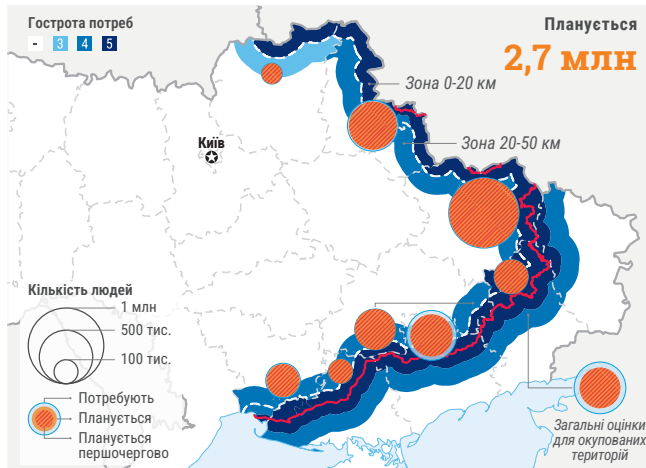 Гострота потреб
- 3 4 5
Планується
2,7 млн
Зона 0-20 км
Зона 20-50 км
Київ
Кількість людей
1 млн
500 тис.
100 тис.
Потребують
Планується
Планується
першочергово
Загальні оцінки
для окупованих
територій